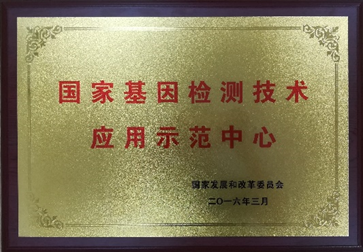 国家基因检测技术
应用示范中心
国家发展和改革委员会
二〇一六年三月